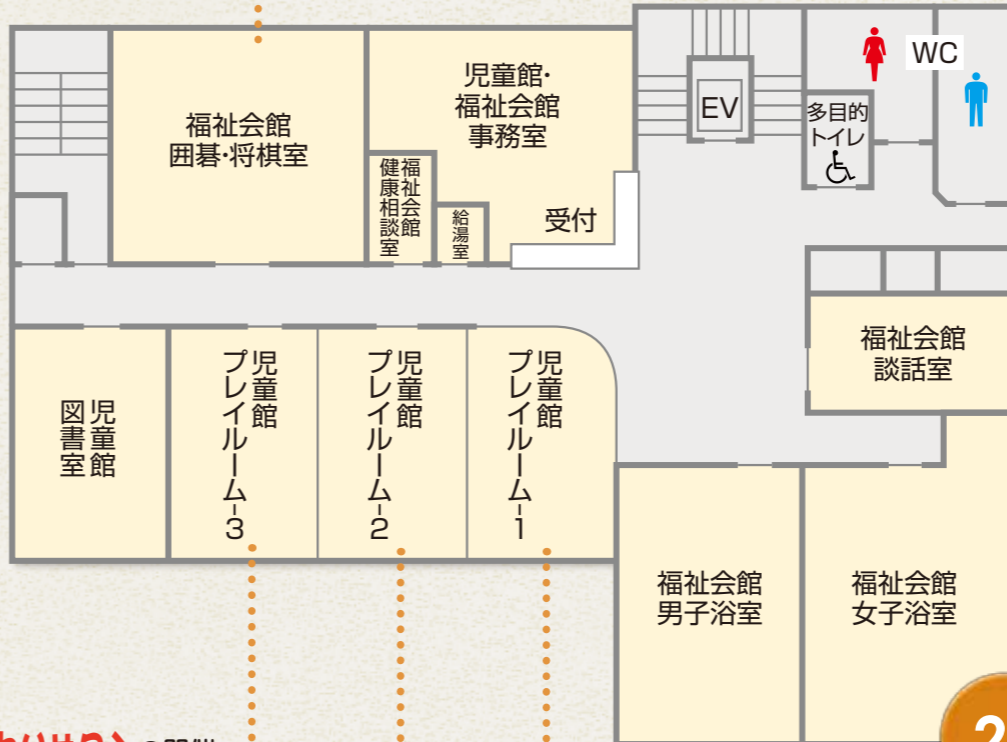 福祉会館
囲碁・将棋室
児童館・
福祉会館
事務室
福祉会館
健康相談室
給湯室
受付
EV
WC
多目的
トイレ
福祉会館
談話室
児童館
図書室
児童館
プレイルーム-3
児童館
プレイルーム-2
児童館
プレイルーム-1
福祉会館
男子浴室
福祉会館
女子浴室
2